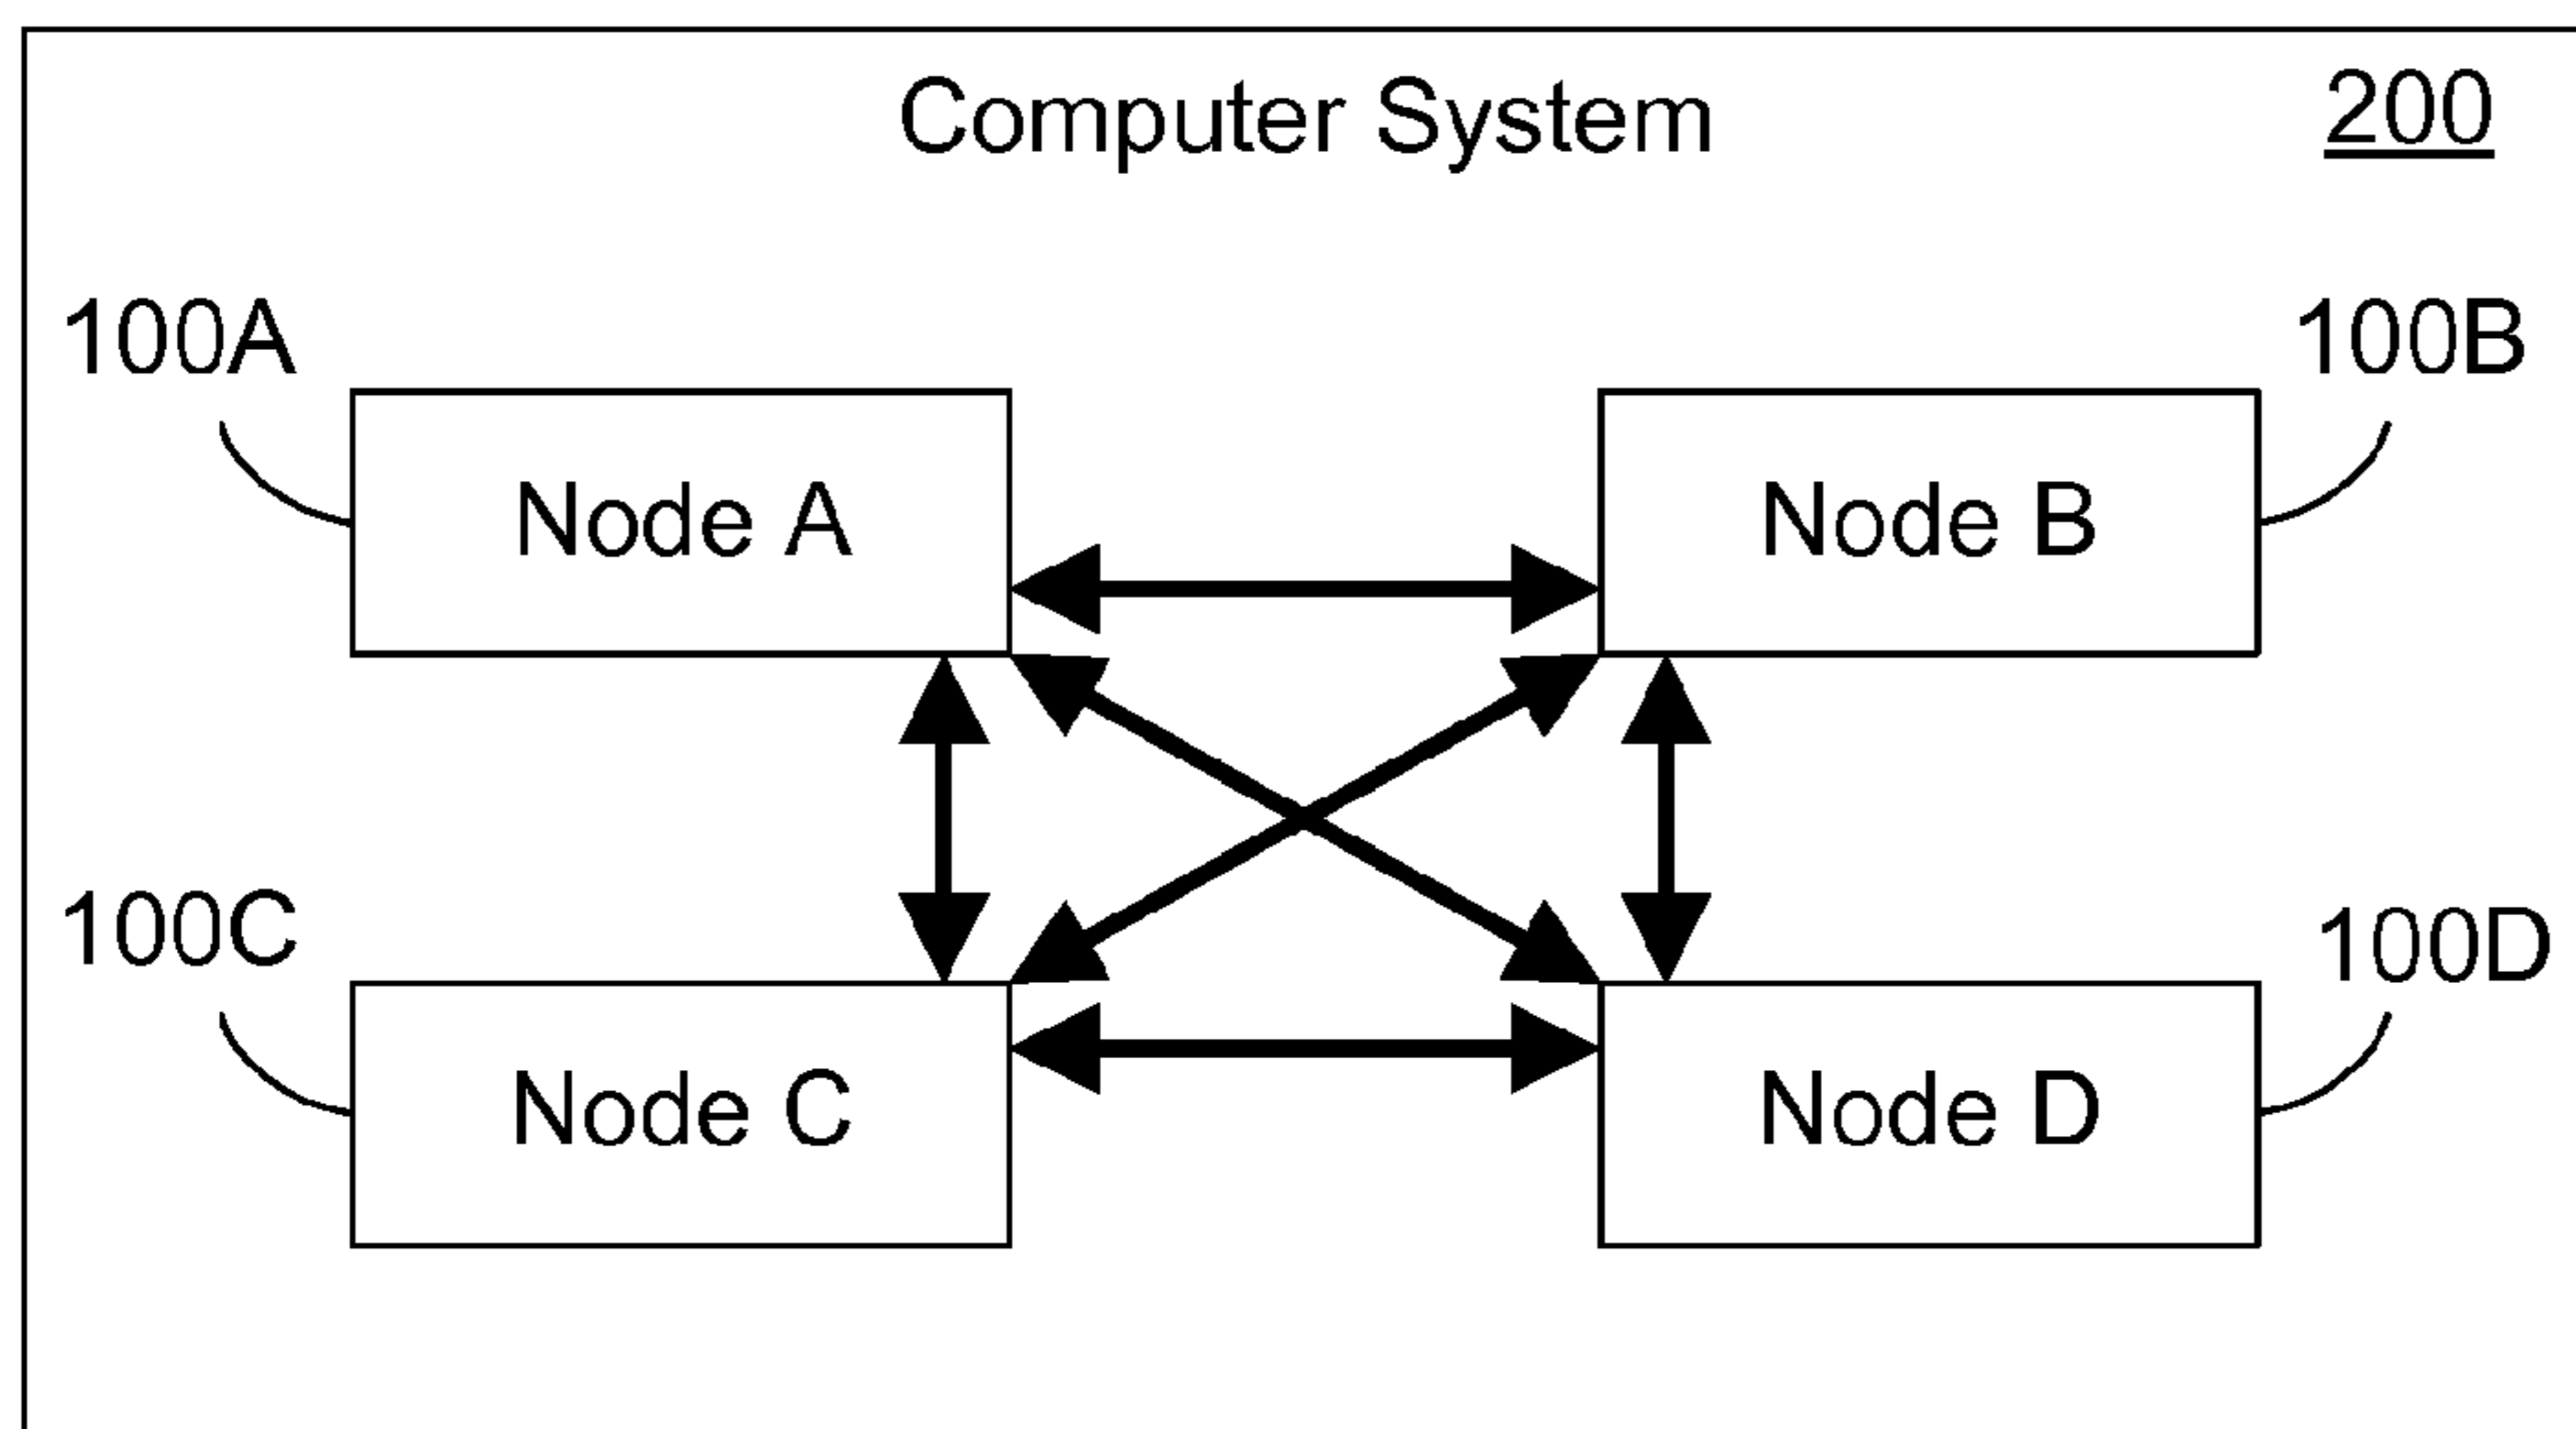 Computer System
200
100A
100B
Node A
Node B
100C
100D
Node C
Node D